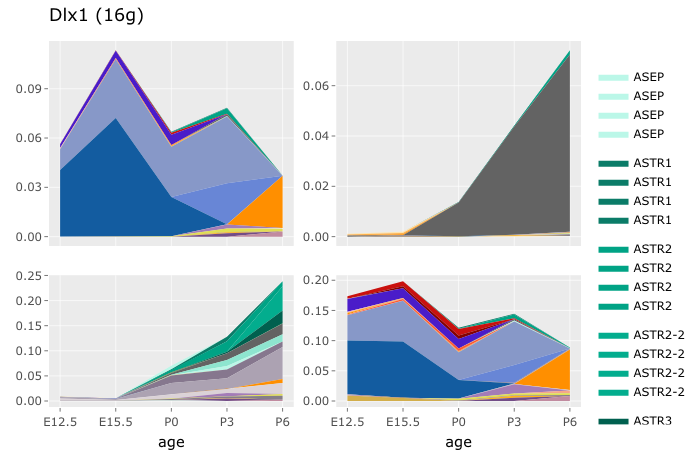 Dlx1 (16g)
0.09
0.06
0.03
0.00
0.06
0.04
0.02
0.00
0.25
0.20
0.15
0.10
0.05
0.00
E12.5 E15.5 P0 P3 P6
age
0.20
0.15
0.10
0.05
0.00
E12.5 E15.5 P0 P3 P6
age
ASEP
ASEP
ASEP
ASEP
ASTR1
ASTR1
ASTR1
ASTR1
ASTR2
ASTR2
ASTR2
ASTR2
ASTR2-2
ASTR2-2
ASTR2-2
ASTR2-2
ASTR3